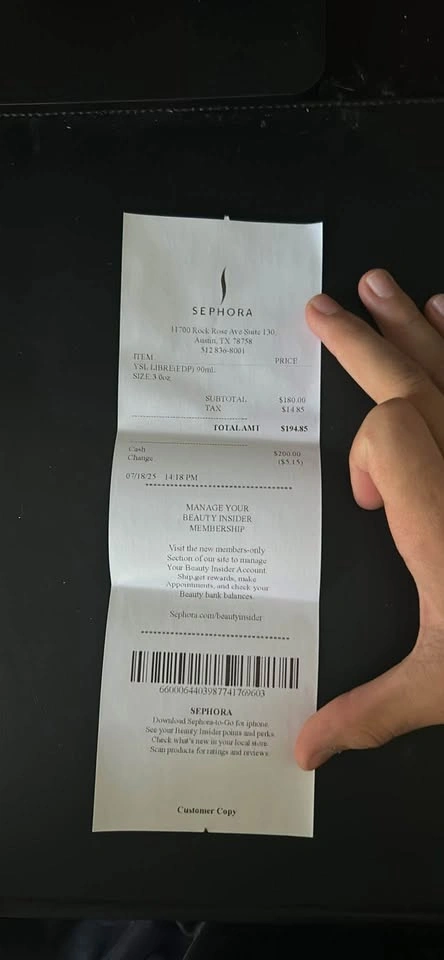 SEPHORA
11700 Rock Rose Ave Suite 130,
Austin, TX 78758
512 836-8001
ITEM PRICE
YSL LIBRE(EDP) 90mL
SIZE 3.0oz
SUBTOTAL $180.00
TAX $14.85
TOTAL AMT $194.85
Cash $200.00
Change ($5.15)
07/18/25 14:18 PM
MANAGE YOUR
BEAUTY INSIDER
MEMBERSHIP
Visit the new members-only
Section of our site to manage
Your Beauty Insider Account
Ship,get rewards, make
Appointments, and check your
Beauty bank balances.
Sephora.com/beautyinsider
6600064403987741769603
SEPHORA
Download Sephora-to-Go for iphone.
See your Beauty Insider points and perks.
Check what's new in your local store.
Scan products for ratings and reviews.
Customer Copy